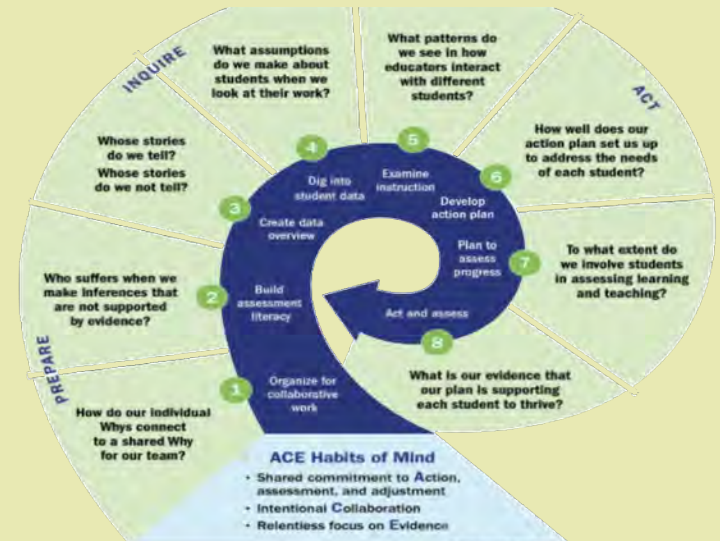 PREPARE
1
Organize for
collaborative
work
How do our individual
Whys connect
to a shared Why
for our team?
2
Build
assessment
literacy
Who suffers when we
make inferences that
are not supported
by evidence?
INQUIRE
3
Create data
overview
Whose stories
do we tell?
Whose stories
do we not tell?
4
Dig into
student data
What assumptions
do we make about
students when we
look at their work?
5
Examine
instruction
What patterns do
we see in how
educators interact
with different
students?
ACT
6
Develop
action plan
How well does our
action plan set us up
to address the needs
of each student?
7
Plan to
assess
progress
To what extent do
we involve students
in assessing learning
and teaching?
8
Act and assess
What is our evidence that
our plan is supporting
each student to thrive?
ACE Habits of Mind
• Shared commitment to Action,
assessment, and adjustment
• Intentional Collaboration
• Relentless focus on Evidence